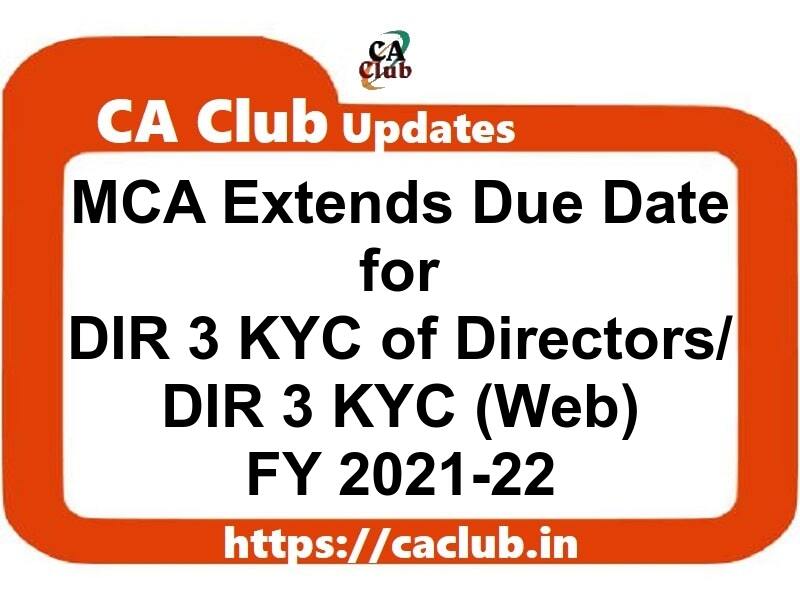 CA
Club
CA Club Updates
MCA Extends Due Date
for
DIR 3 KYC of Directors/
DIR 3 KYC (Web)
FY 2021-22
https://caclub.in